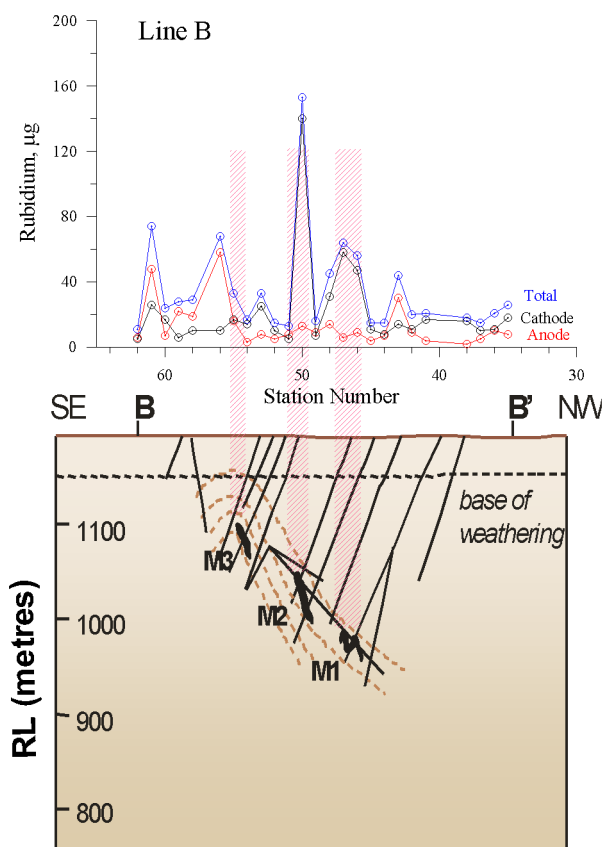 Line B
Rubidium, µg
200
160
120
80
40
0
Total
Cathode
Anode
60
50
40
30
Station Number
SE
B
B'
NW
base of
weathering
RL (metres)
1100
1000
900
800
M3
M2
M1